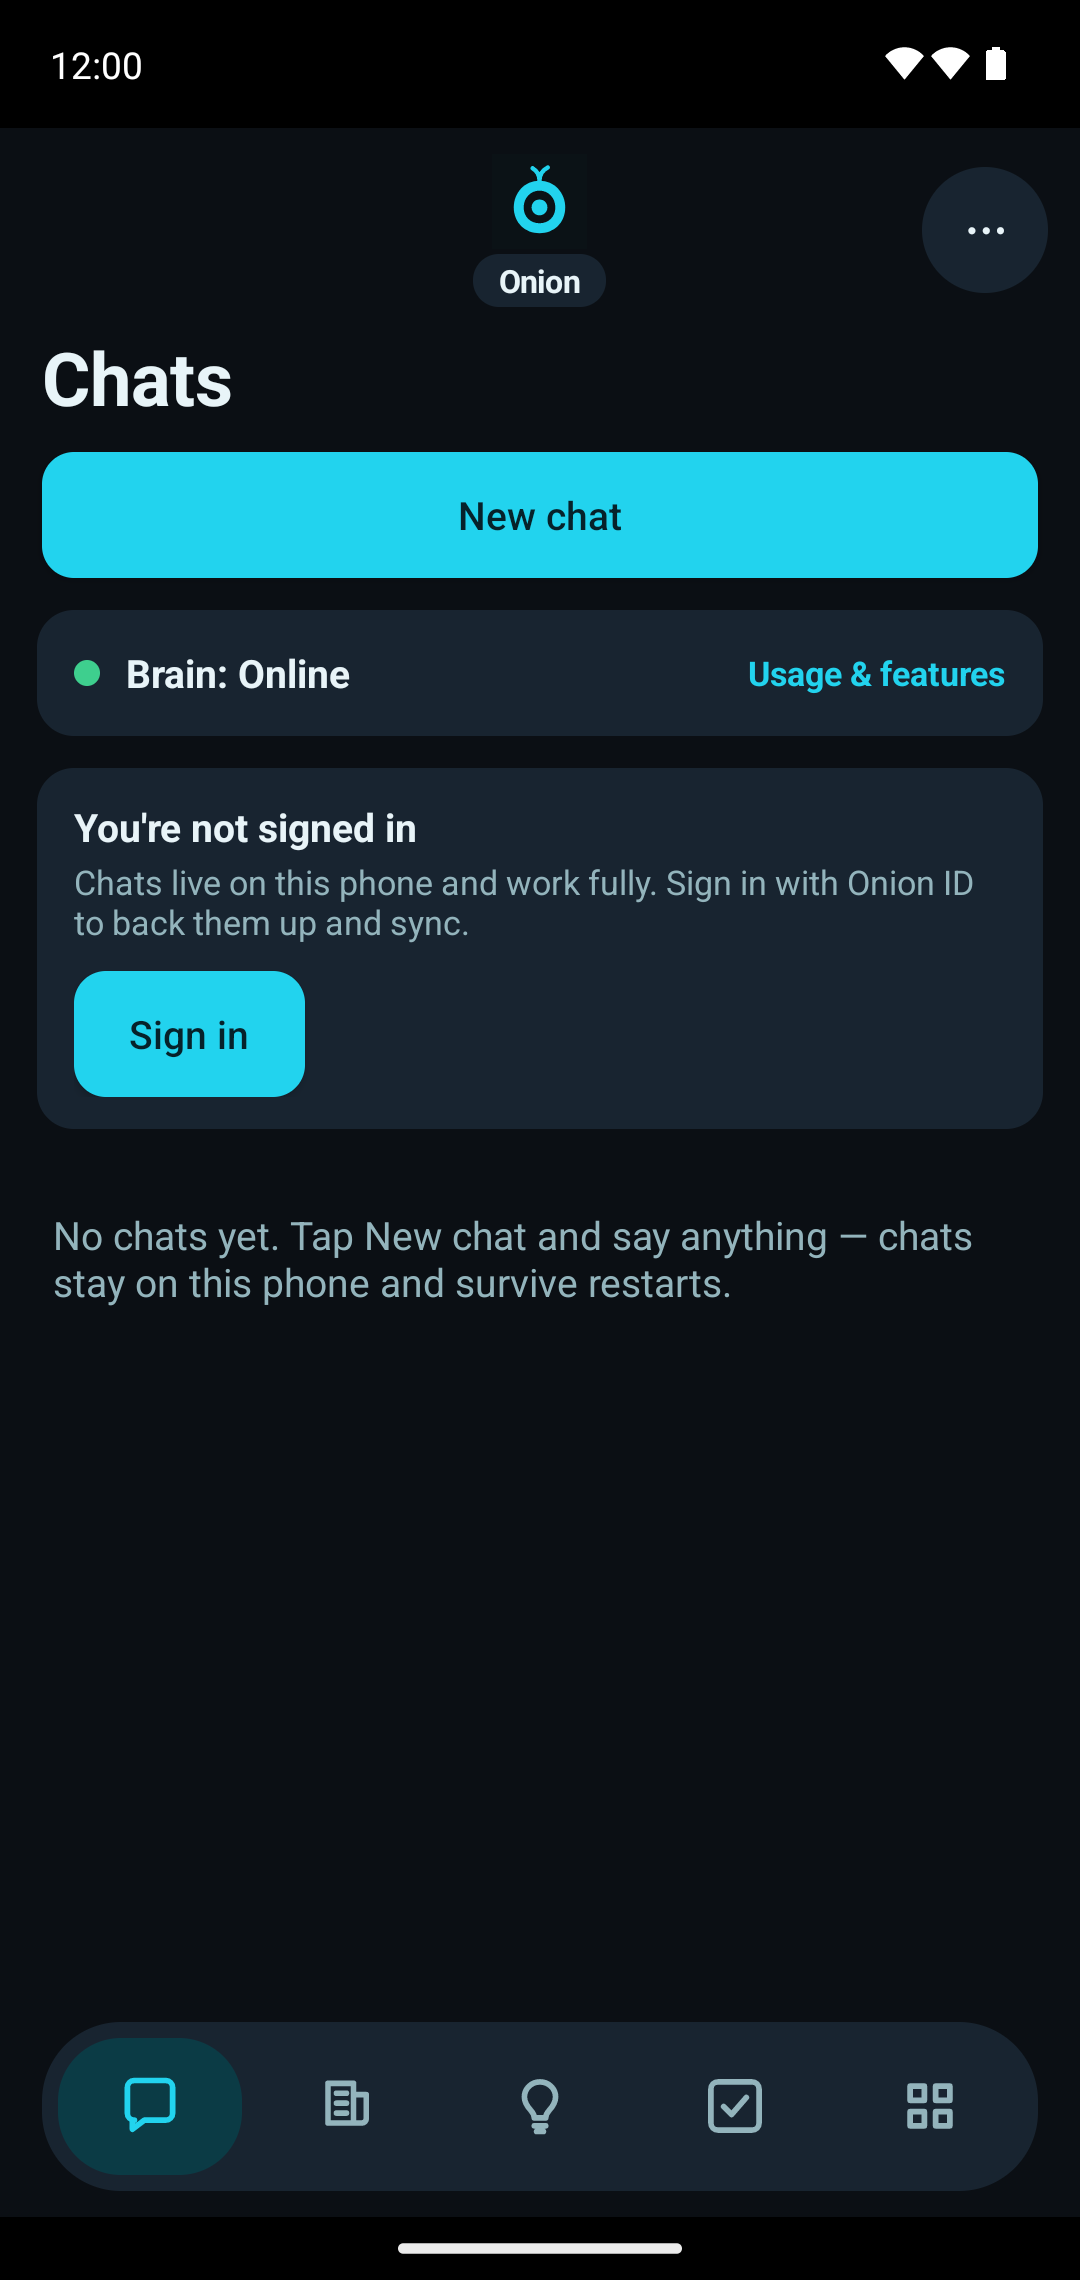 12:00
Onion
Chats
New chat
Brain: Online
Usage & features
You're not signed in
Chats live on this phone and work fully. Sign in with Onion ID
to back them up and sync.
Sign in
No chats yet. Tap New chat and say anything — chats
stay on this phone and survive restarts.